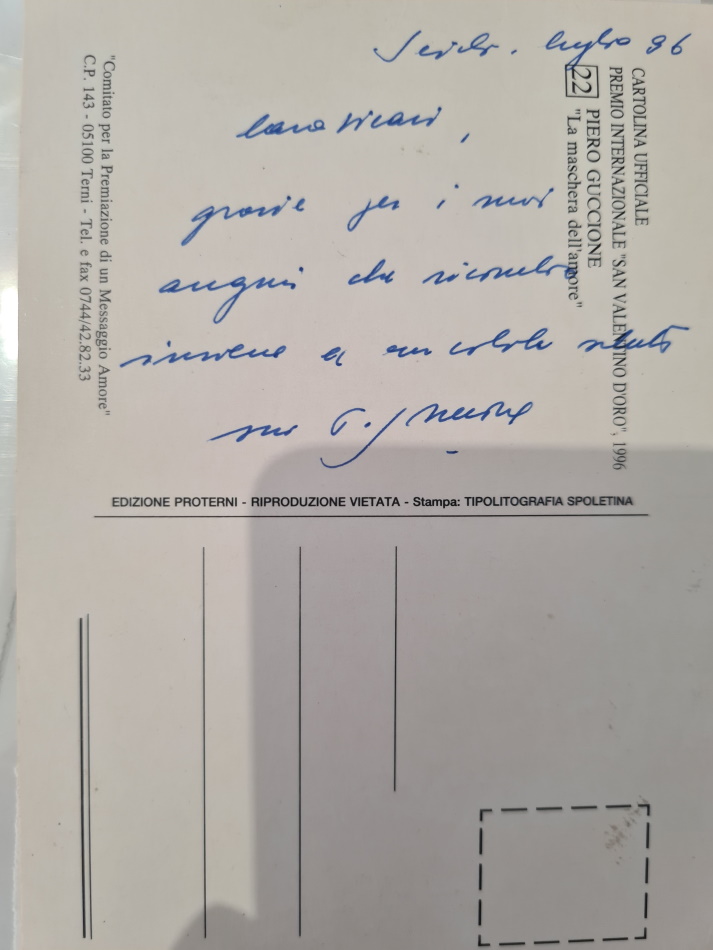 Scicli. luglio 96
Caro Vicari,
grazie per i suoi
auguri che ricambio
insieme a un saluto
suo P. Guccione
CARTOLINA UFFICIALE
PREMIO INTERNAZIONALE "SAN VALENTINO D'ORO", 1996
22 PIERO GUCCIONE
"La maschera dell'amore"
"Comitato per la Premiazione di un Messaggio Amore"
C.P. 143 - 05100 Terni - Tel. e fax 0744/42.82.33
EDIZIONE PROTERNI - RIPRODUZIONE VIETATA - Stampa: TIPOLITOGRAFIA SPOLETINA